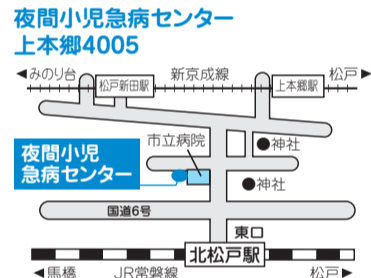 夜間小児急病センター
上本郷4005
◀みのり台
新京成線
松戸▶
松戸新田駅
上本郷駅
市立病院
●神社
夜間小児
急病センター
●神社
国道6号
東口
北松戸駅
◀馬橋
JR常磐線
松戸▶